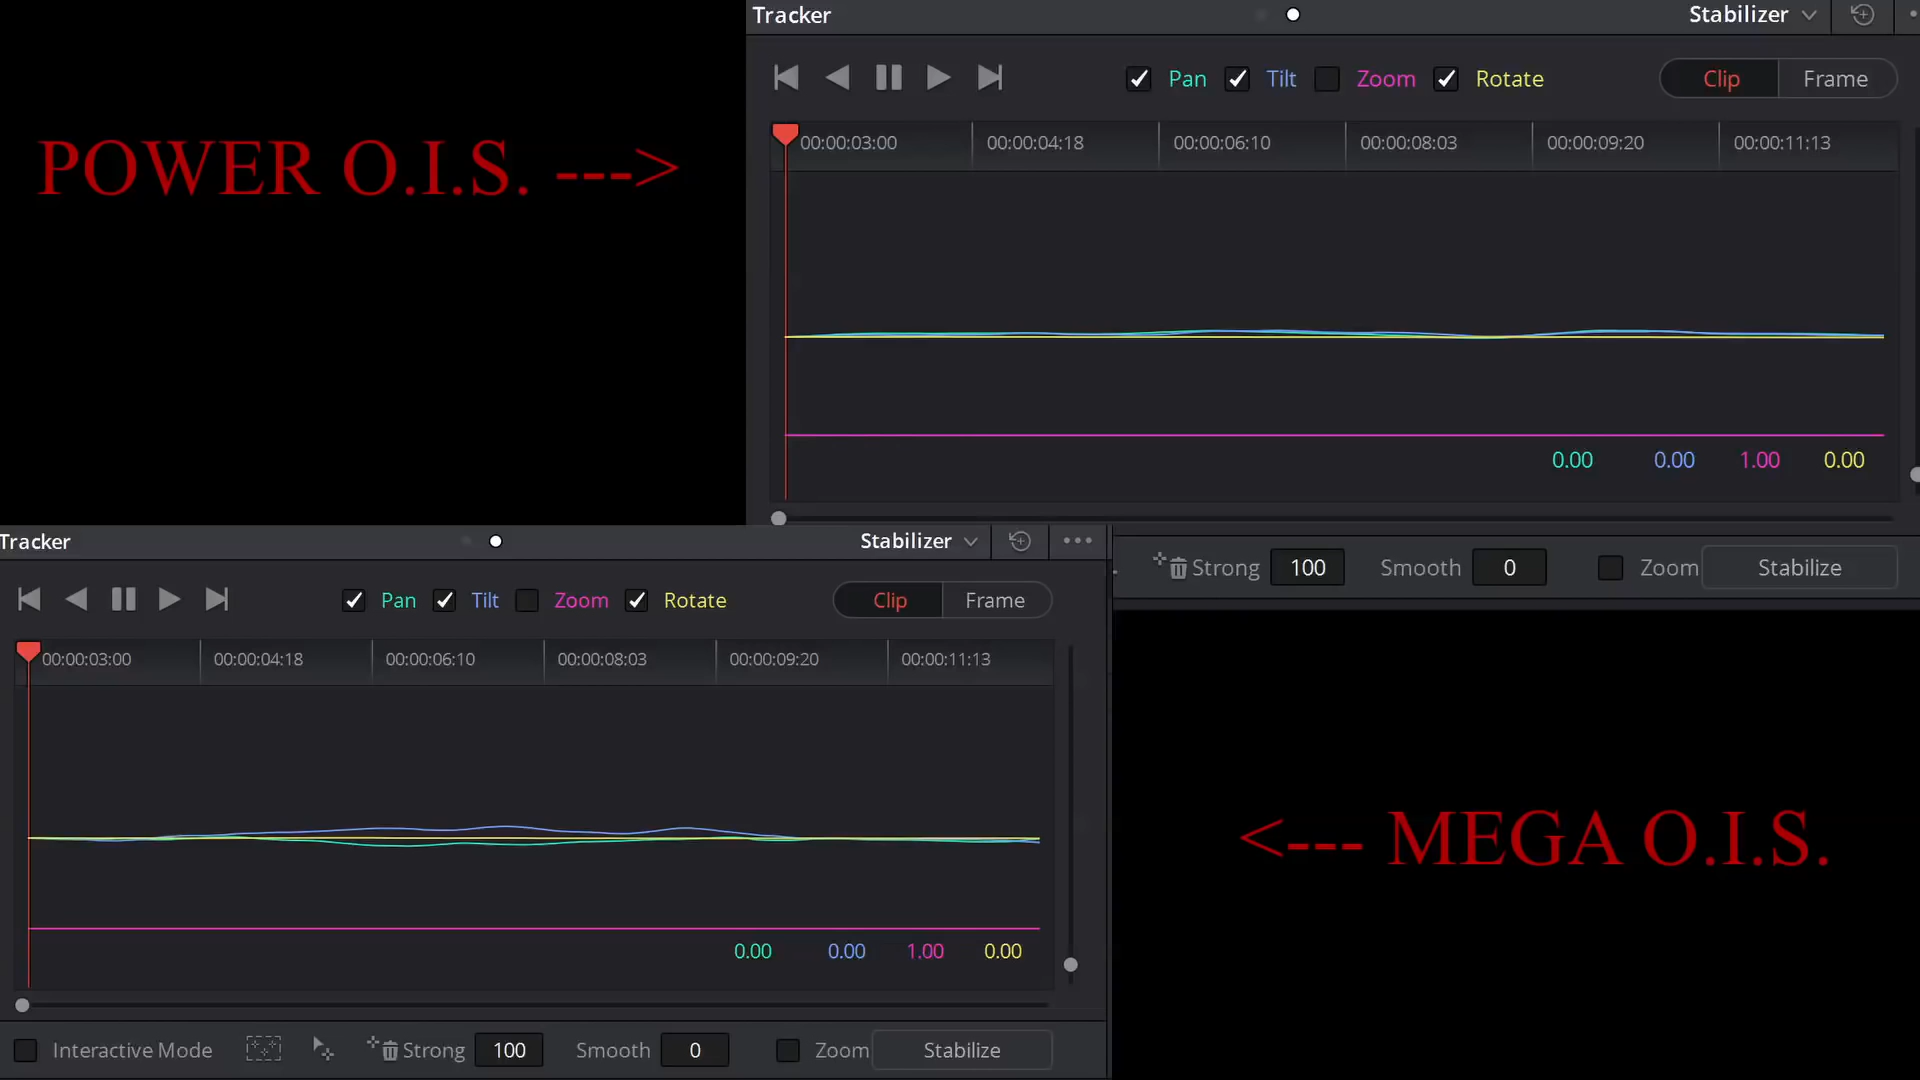 POWER O.I.S. --->
Tracker
Stabilizer
Pan Tilt Zoom Rotate
Clip Frame
00:00:03:00 00:00:04:18 00:00:06:10 00:00:08:03 00:00:09:20 00:00:11:13
0.00 0.00 1.00 0.00
Strong 100 Smooth 0 Zoom Stabilize
Tracker
Stabilizer
Pan Tilt Zoom Rotate
Clip Frame
00:00:03:00 00:00:04:18 00:00:06:10 00:00:08:03 00:00:09:20 00:00:11:13
0.00 0.00 1.00 0.00
Interactive Mode Strong 100 Smooth 0 Zoom Stabilize
<--- MEGA O.I.S.